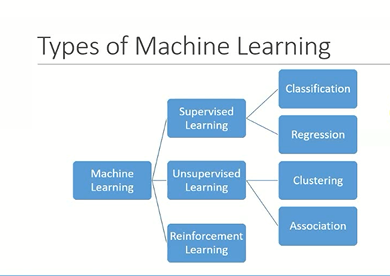 Types of Machine Learning
Classification
Supervised
Learning
Regression
Machine
Learning
Unsupervised
Learning
Clustering
Association
Reinforcement
Learning